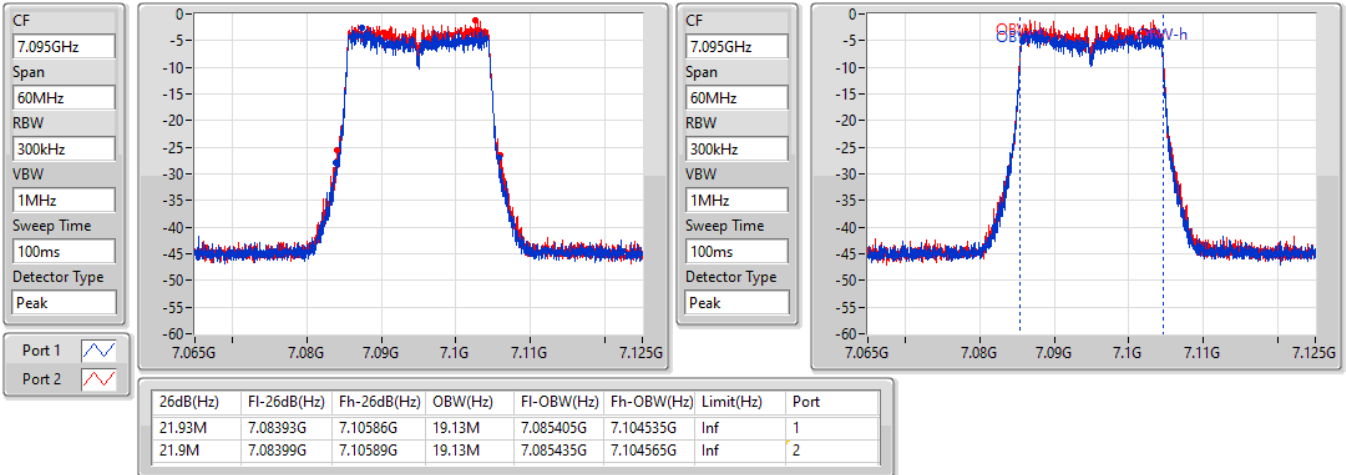 CF
7.095GHz
Span
60MHz
RBW
300kHz
VBW
1MHz
Sweep Time
100ms
Detector Type
Peak
0
-5
-10
-15
-20
-25
-30
-35
-40
-45
-50
-55
-60
7.065G 7.08G 7.09G 7.1G 7.11G 7.125G
CF
7.095GHz
Span
60MHz
RBW
300kHz
VBW
1MHz
Sweep Time
100ms
Detector Type
Peak
0
-5
-10
-15
-20
-25
-30
-35
-40
-45
-50
-55
-60
7.065G 7.08G 7.09G 7.1G 7.11G 7.125G
Port 1
Port 2
26dB(Hz) Fl-26dB(Hz) Fh-26dB(Hz) OBW(Hz) Fl-OBW(Hz) Fh-OBW(Hz) Limit(Hz) Port
21.93M 7.08393G 7.10586G 19.13M 7.085405G 7.104535G Inf 1
21.9M 7.08399G 7.10589G 19.13M 7.085435G 7.104565G Inf 2